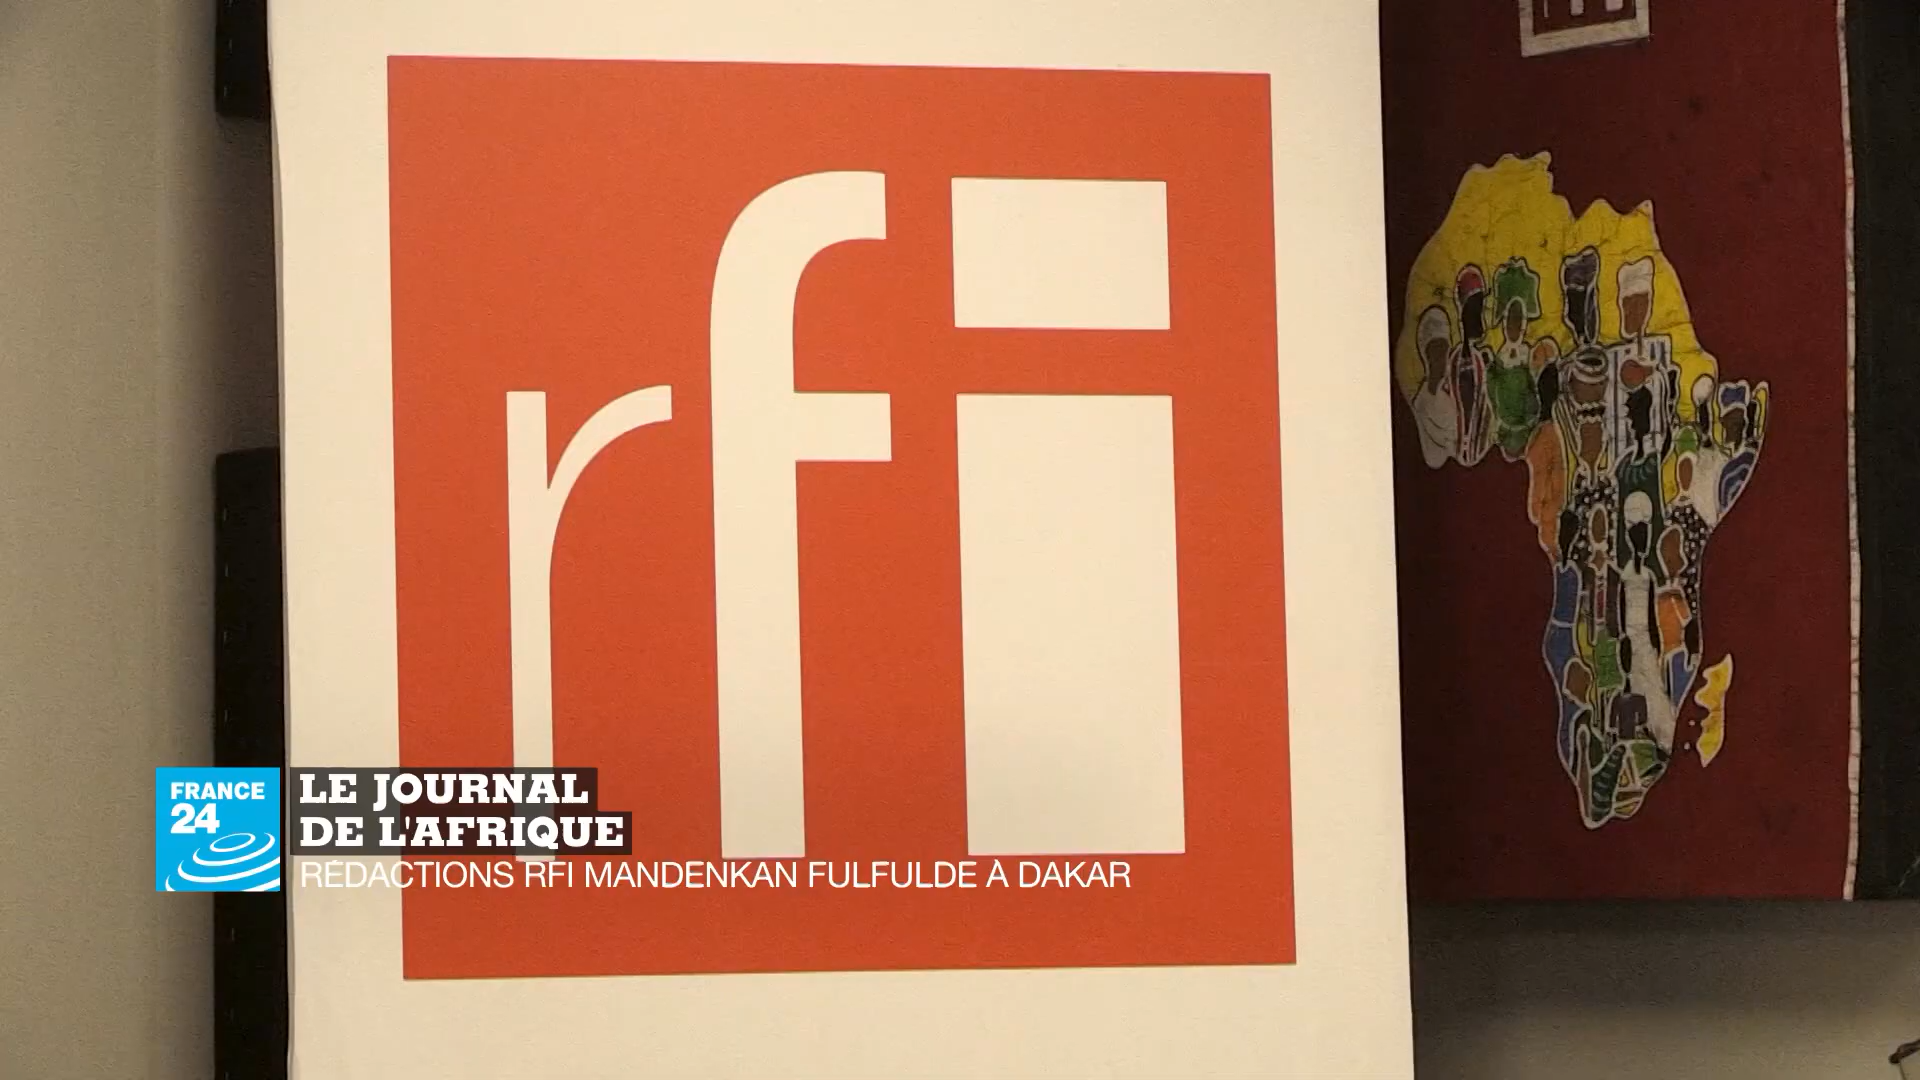 rfi
FRANCE
24
LE JOURNAL
DE L'AFRIQUE
RÉDACTIONS RFI MANDENKAN FULFULDE À DAKAR